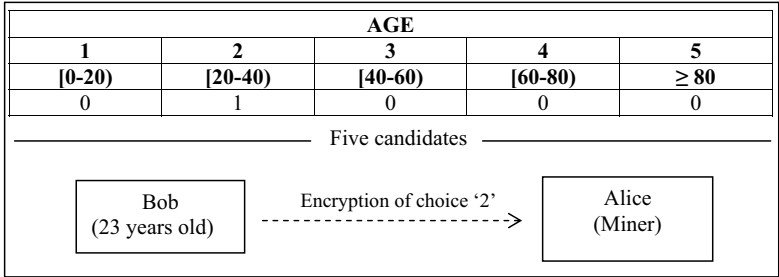 AGE
1 2 3 4 5
[0-20) [20-40) [40-60) [60-80) ≥ 80
0 1 0 0 0
Five candidates
Bob
(23 years old)
Encryption of choice ‘2’
Alice
(Miner)